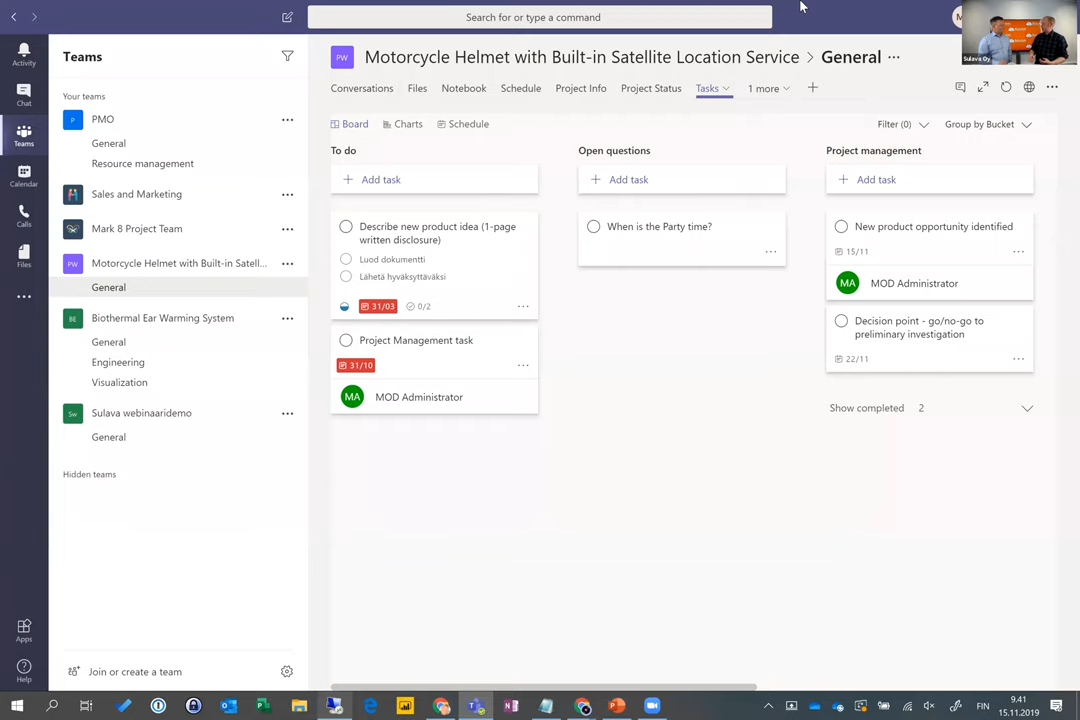 Search for or type a command
Sulava Oy
Activity
Chat
Teams
Calendar
Calls
Files
Apps
Help
Teams
Your teams
P
PMO
General
Resource management
Sales and Marketing
Mark 8 Project Team
PW
Motorcycle Helmet with Built-in Satell...
General
BE
Biothermal Ear Warming System
General
Engineering
Visualization
Sw
Sulava webinaaridemo
General
Hidden teams
Join or create a team
PW
Motorcycle Helmet with Built-in Satellite Location Service > General
Conversations Files Notebook Schedule Project Info Project Status Tasks 1 more
Board Charts Schedule
Filter (0) Group by Bucket
To do
Add task
Describe new product idea (1-page
written disclosure)
Luod dokumentti
Lähetä hyväksyttäväksi
31/03 0/2
Project Management task
31/10
MA MOD Administrator
Open questions
Add task
When is the Party time?
Project management
Add task
New product opportunity identified
15/11
MA MOD Administrator
Decision point - go/no-go to
preliminary investigation
22/11
Show completed 2
FIN
9.41
15.11.2019